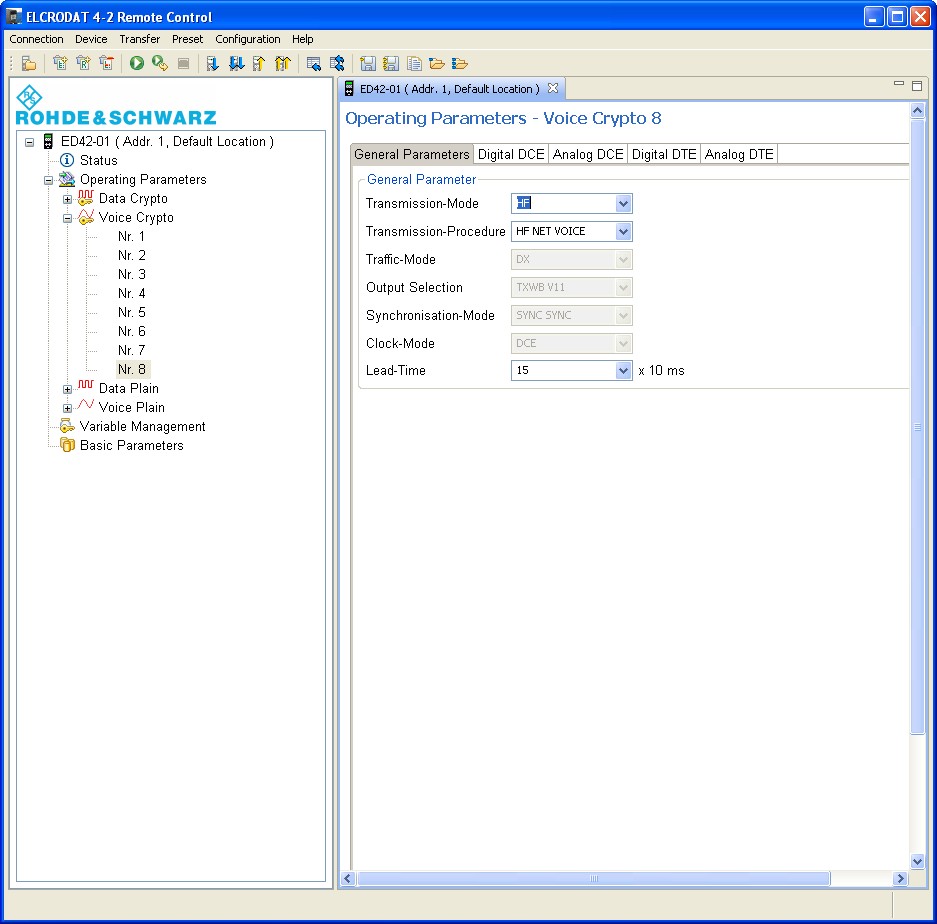 ELCRODAT 4-2 Remote Control
Connection Device Transfer Preset Configuration Help
ROHDE & SCHWARZ
ED42-01 ( Addr. 1, Default Location )
Status
Operating Parameters
Data Crypto
Voice Crypto
Nr. 1
Nr. 2
Nr. 3
Nr. 4
Nr. 5
Nr. 6
Nr. 7
Nr. 8
Data Plain
Voice Plain
Variable Management
Basic Parameters
ED42-01 ( Addr. 1, Default Location )
Operating Parameters - Voice Crypto 8
General Parameters Digital DCE Analog DCE Digital DTE Analog DTE
General Parameter
Transmission-Mode HF
Transmission-Procedure HF NET VOICE
Traffic-Mode DX
Output Selection TXWB V11
Synchronisation-Mode SYNC SYNC
Clock-Mode DCE
Lead-Time 15 x 10 ms